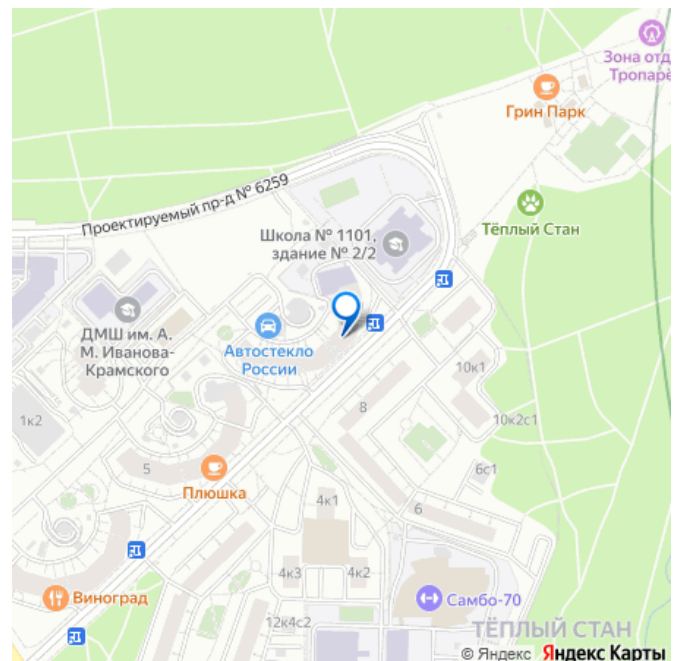 Зона отд
Тропарё
Грин Парк
Проектируемый пр-д № 6259
Тёплый Стан
Школа № 1101,
здание № 2/2
ДМШ им. А.
М. Иванова-
Крамского
Автостекло
России
1к2
10к1
8
10к2с1
5
Плюшка
6с1
4к1
6
4к3
4к2
Виноград
Самбо-70
12к4с2
ТЁПЛЫЙ СТАН
© Яндекс Яндекс Карты